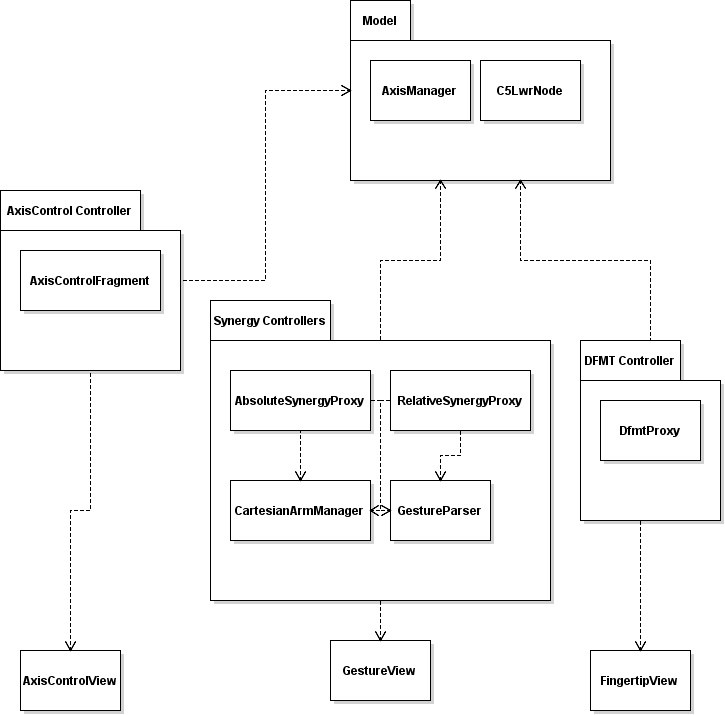 Model
AxisManager
C5LwrNode
AxisControl Controller
AxisControlFragment
Synergy Controllers
AbsoluteSynergyProxy
RelativeSynergyProxy
CartesianArmManager
GestureParser
DFMT Controller
DfmtProxy
AxisControlView
GestureView
FingertipView